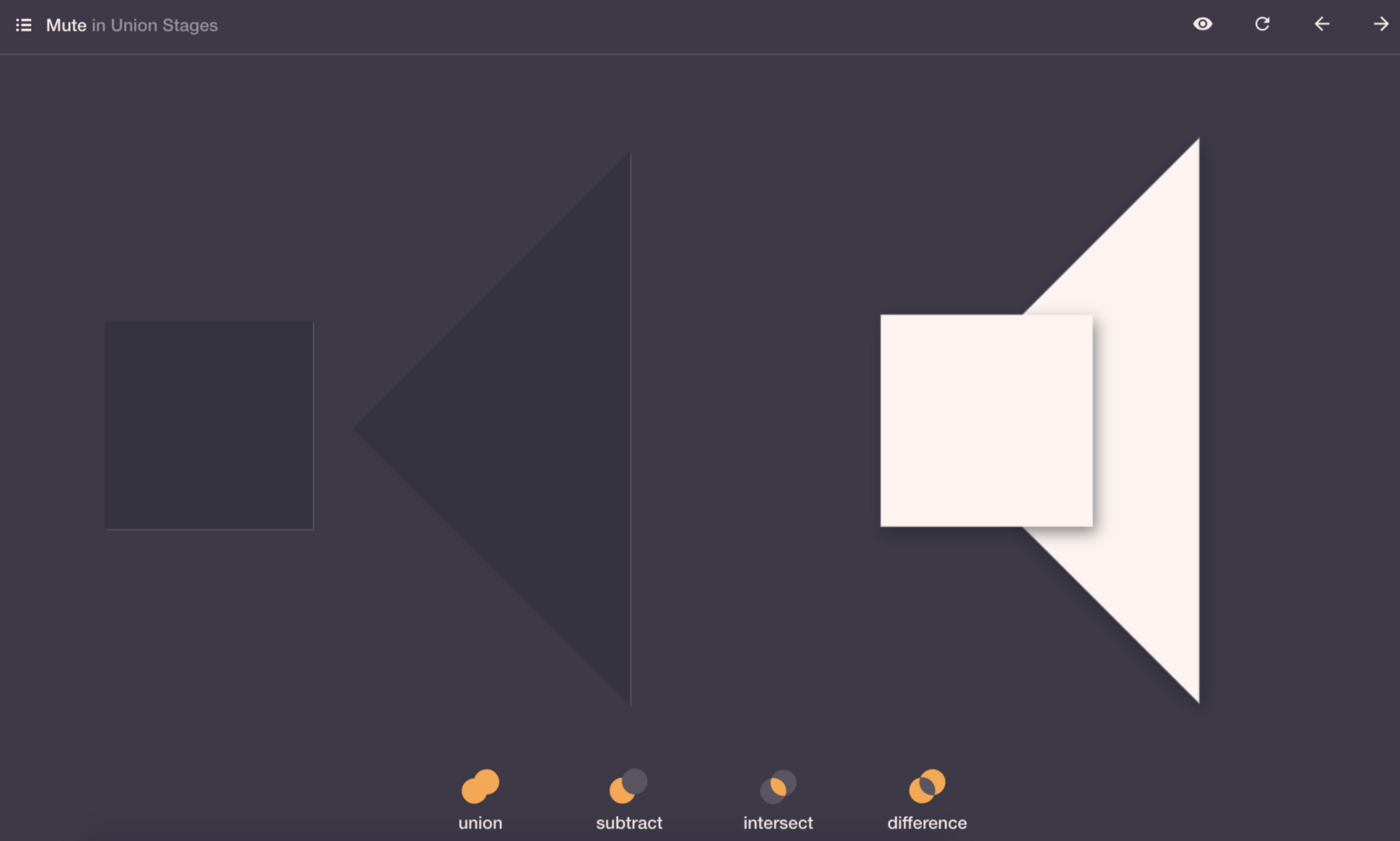 Mute in Union Stages
union
subtract
intersect
difference